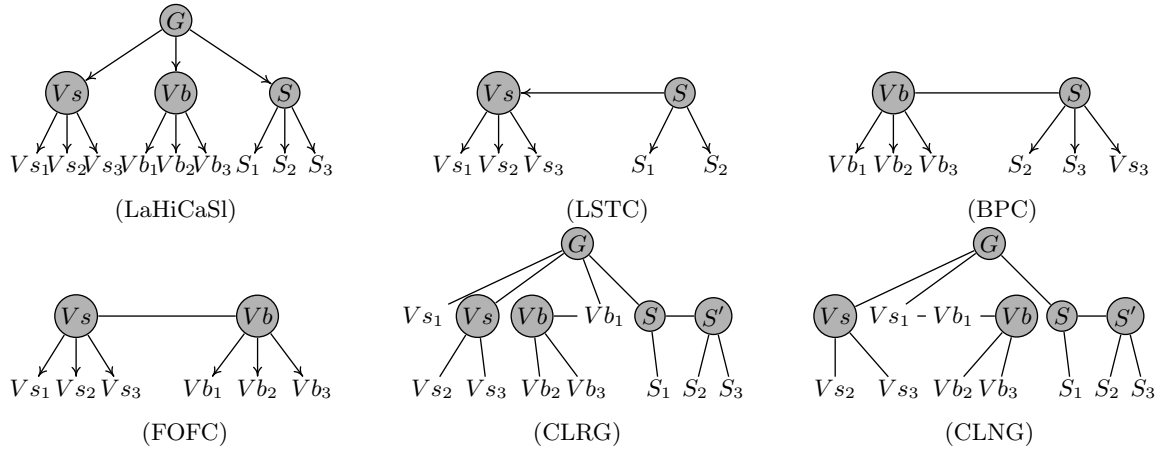 G
Vs Vb S
Vs₁ Vs₂ Vs₃ Vb₁ Vb₂ Vb₃ S₁ S₂ S₃
(LaHiCaSl)
Vs S
Vs₁ Vs₂ Vs₃ S₁ S₂
(LSTC)
Vb S
Vb₁ Vb₂ Vb₃ S₂ S₃ Vs₃
(BPC)
Vs Vb
Vs₁ Vs₂ Vs₃ Vb₁ Vb₂ Vb₃
(FOFC)
G
Vs₁ Vs Vb Vb₁ S S′
Vs₂ Vs₃ Vb₂ Vb₃ S₁ S₂ S₃
(CLRG)
G
Vs Vs₁ Vb₁ Vb S S′
Vs₂ Vs₃ Vb₂ Vb₃ S₁ S₂ S₃
(CLNG)